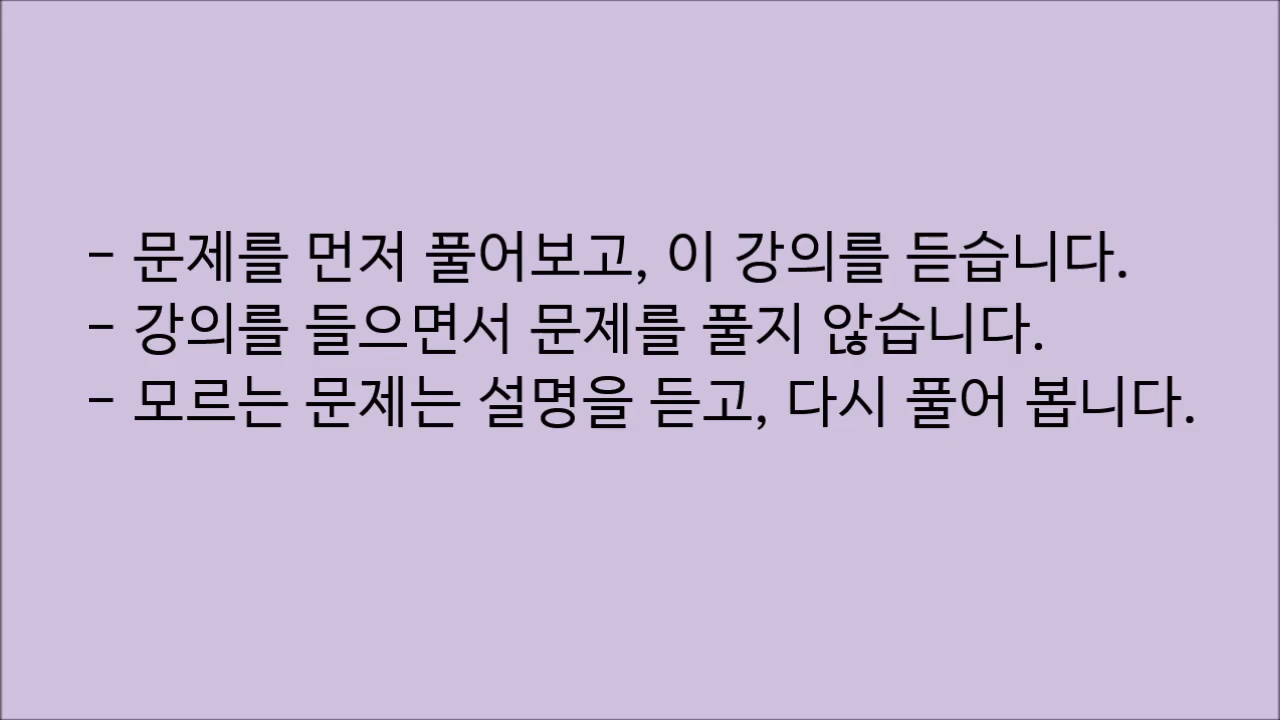 - 문제를 먼저 풀어보고, 이 강의를 듣습니다.
- 강의를 들으면서 문제를 풀지 않습니다.
- 모르는 문제는 설명을 듣고, 다시 풀어 봅니다.